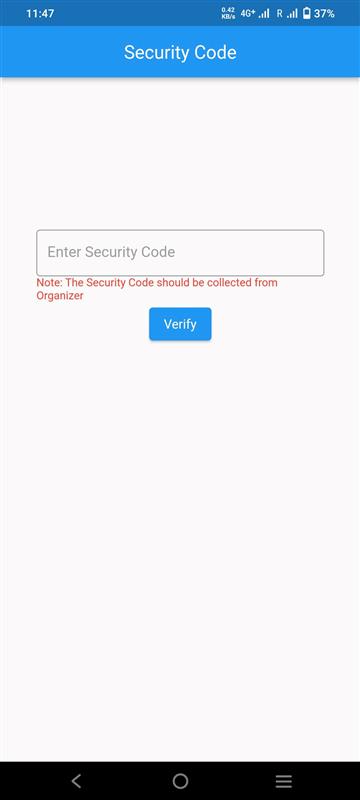 11:47
0.42 KB/s 4G+ R 37%
Security Code
Enter Security Code
Note: The Security Code should be collected from
Organizer
Verify